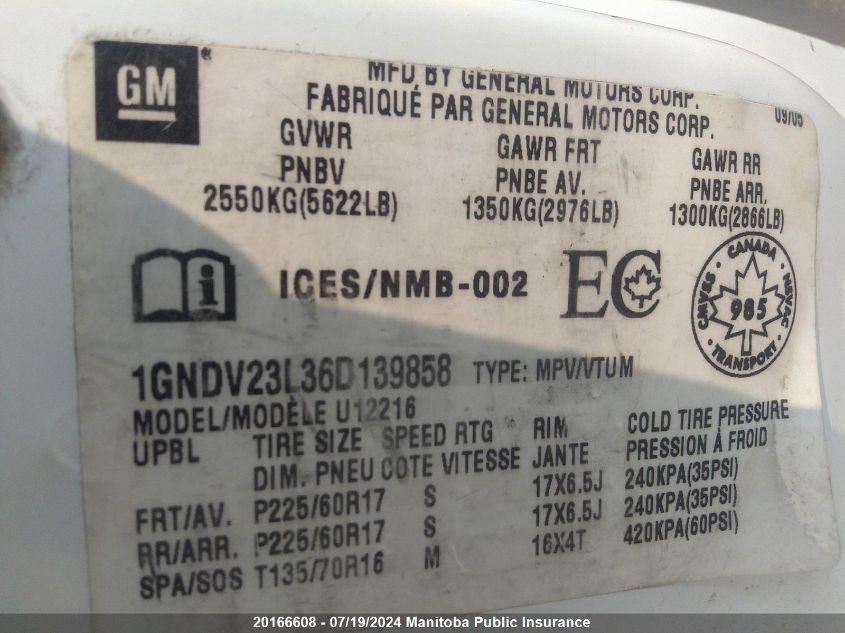 GM
MFD BY GENERAL MOTORS CORP.
FABRIQUÉ PAR GENERAL MOTORS CORP.
09/05
GVWR GAWR FRT GAWR RR
PNBV PNBE AV. PNBE ARR.
2550KG(5622LB) 1350KG(2976LB) 1300KG(2866LB)
i ICES/NMB-002 EC
CANADA
CMVSS NSVAC
985
TRANSPORT
1GNDV23L36D139858 TYPE: MPV/VTUM
MODEL/MODÈLE U12216
UPBL TIRE SIZE SPEED RTG RIM COLD TIRE PRESSURE
DIM. PNEU COTE VITESSE JANTE PRESSION À FROID
FRT/AV. P225/60R17 S 17X6.5J 240KPA(35PSI)
RR/ARR. P225/60R17 S 17X6.5J 240KPA(35PSI)
SPA/SOS T135/70R16 M 16X4T 420KPA(60PSI)
20166608 - 07/19/2024 Manitoba Public Insurance